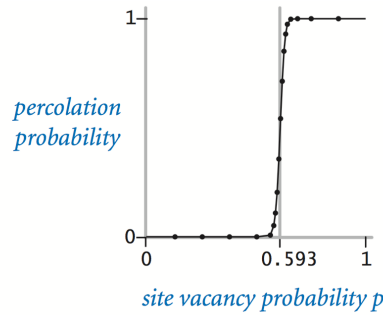 1
percolation
probability
0
0 0.593 1
site vacancy probability p